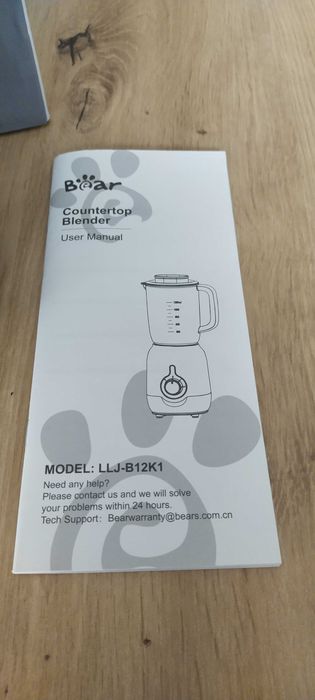 Bear
Countertop
Blender
User Manual
MODEL: LLJ-B12K1
Need any help?
Please contact us and we will solve
your problems within 24 hours.
Tech Support: Bearwarranty@bears.com.cn